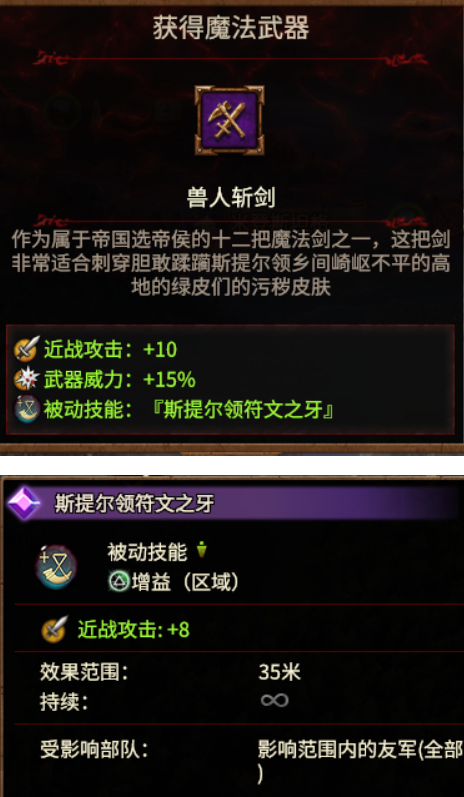 获得魔法武器
兽人斩剑
作为属于帝国选帝侯的十二把魔法剑之一，这把剑
非常适合刺穿胆敢蹂躏斯提尔领乡间崎岖不平的高
地的绿皮们的污秽皮肤
近战攻击：+10
武器威力：+15%
被动技能：『斯提尔领符文之牙』
斯提尔领符文之牙
被动技能
增益（区域）
近战攻击: +8
效果范围： 35米
持续： ∞
受影响部队： 影响范围内的友军(全部
)